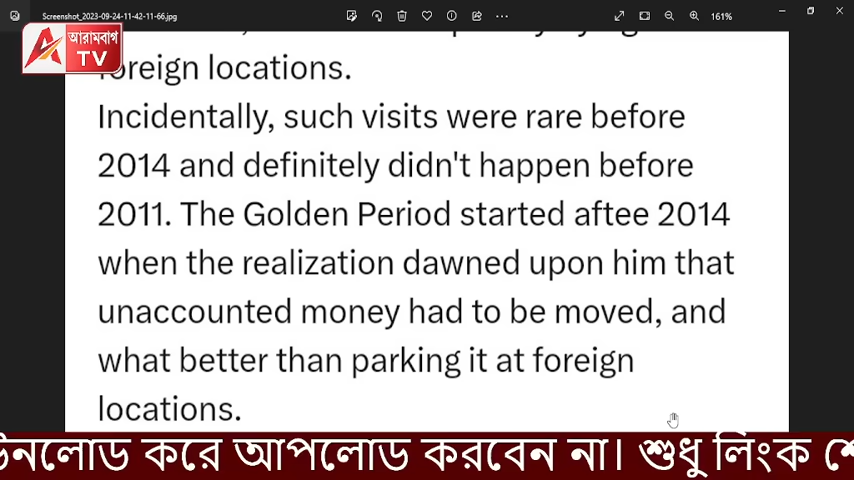 Screenshot_2023-09-24-11-42-11-66.jpg
161%
আরামবাগ
TV
foreign locations.
Incidentally, such visits were rare before
2014 and definitely didn't happen before
2011. The Golden Period started aftee 2014
when the realization dawned upon him that
unaccounted money had to be moved, and
what better than parking it at foreign
locations.
করে আপলোড করবেন না। শুধু লিংক